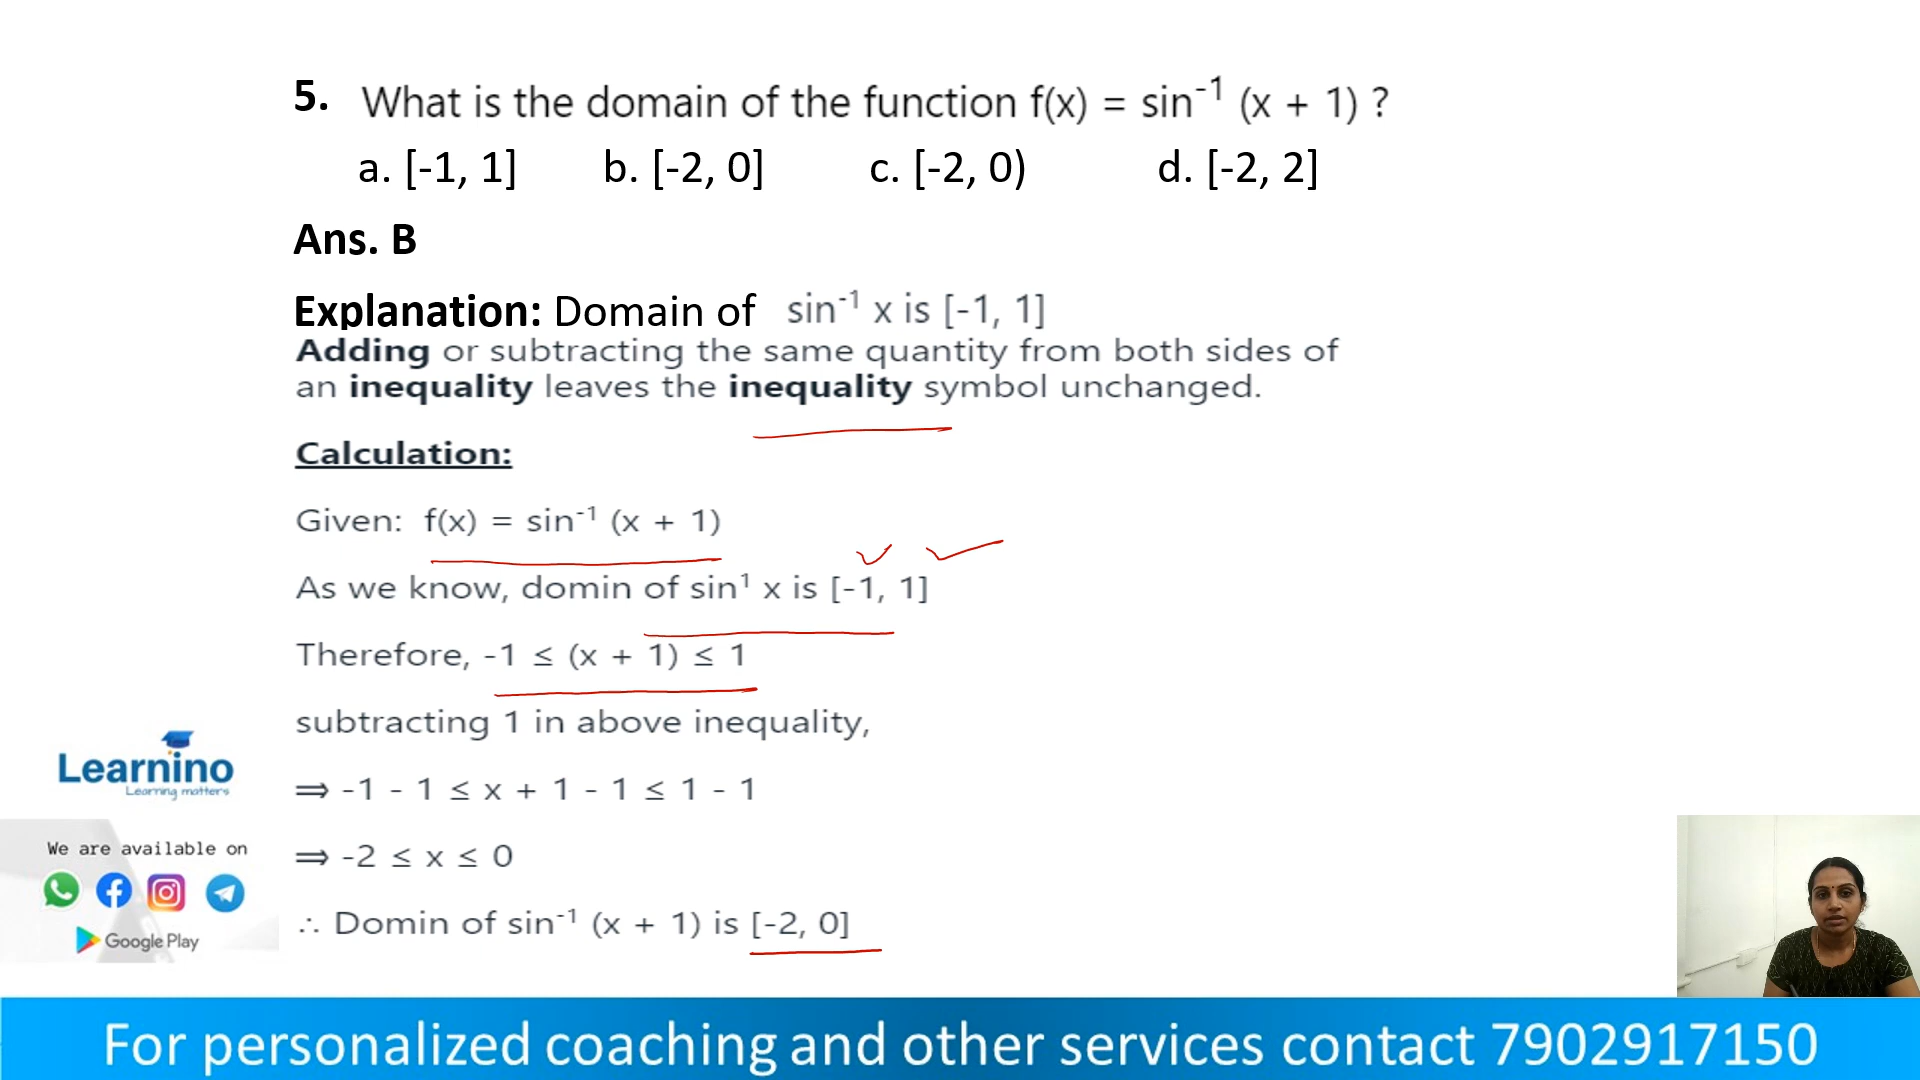 5. What is the domain of the function f(x) = sin⁻¹ (x + 1) ?
a. [-1, 1] b. [-2, 0] c. [-2, 0) d. [-2, 2]
Ans. B
Explanation: Domain of sin⁻¹ x is [-1, 1]
Adding or subtracting the same quantity from both sides of
an inequality leaves the inequality symbol unchanged.
Calculation:
Given: f(x) = sin⁻¹ (x + 1)
As we know, domin of sin¹ x is [-1, 1]
Therefore, -1 ≤ (x + 1) ≤ 1
subtracting 1 in above inequality,
⇒ -1 - 1 ≤ x + 1 - 1 ≤ 1 - 1
⇒ -2 ≤ x ≤ 0
∴ Domin of sin⁻¹ (x + 1) is [-2, 0]
Learnino
Learning matters
We are available on
Google Play
For personalized coaching and other services contact 7902917150